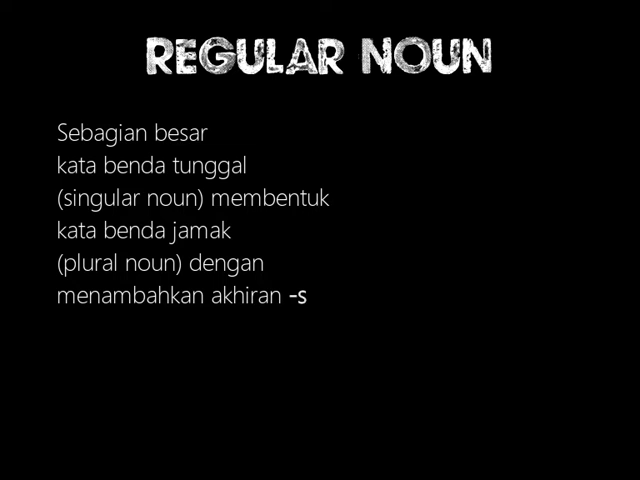 REGULAR NOUN
Sebagian besar
kata benda tunggal
(singular noun) membentuk
kata benda jamak
(plural noun) dengan
menambahkan akhiran -s